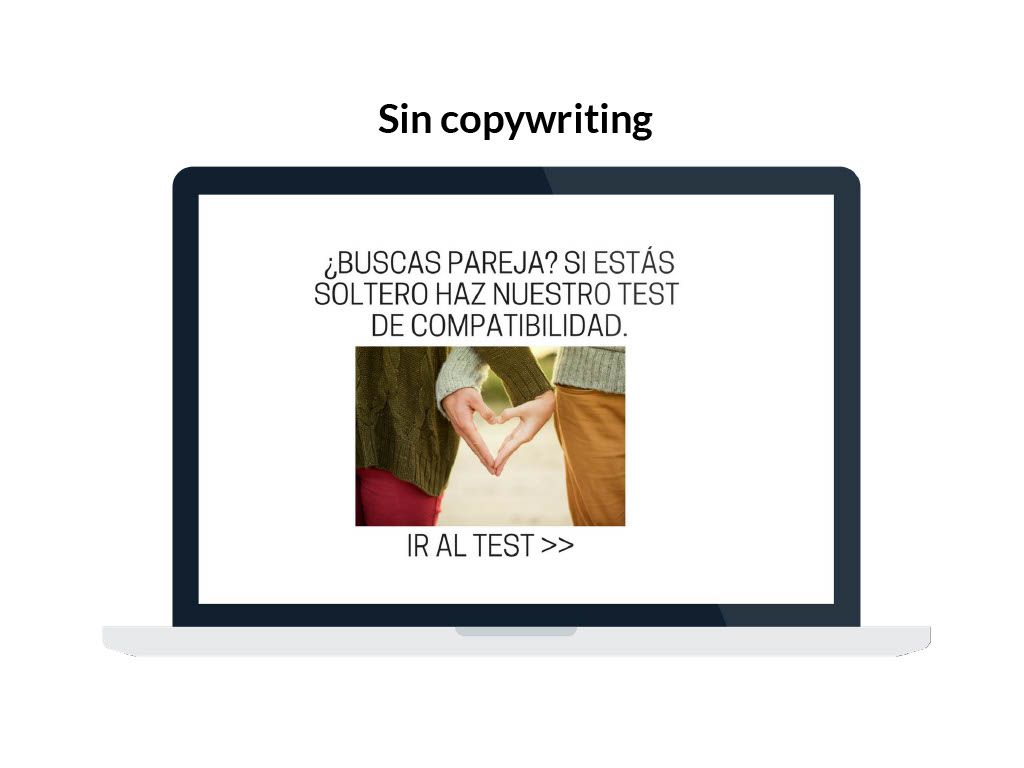 Sin copywriting
¿BUSCAS PAREJA? SI ESTÁS
SOLTERO HAZ NUESTRO TEST
DE COMPATIBILIDAD.
IR AL TEST >>